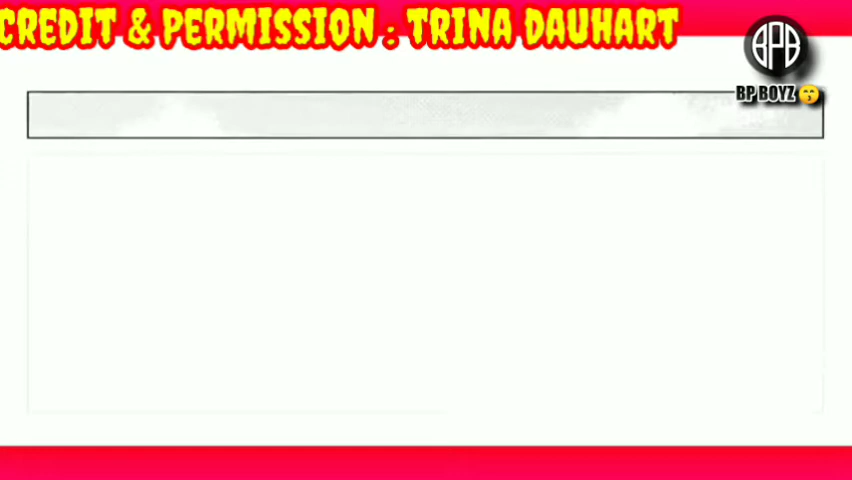 CREDIT & PERMISSION : TRINA DAUHART
BPB
BP BOYZ 😙